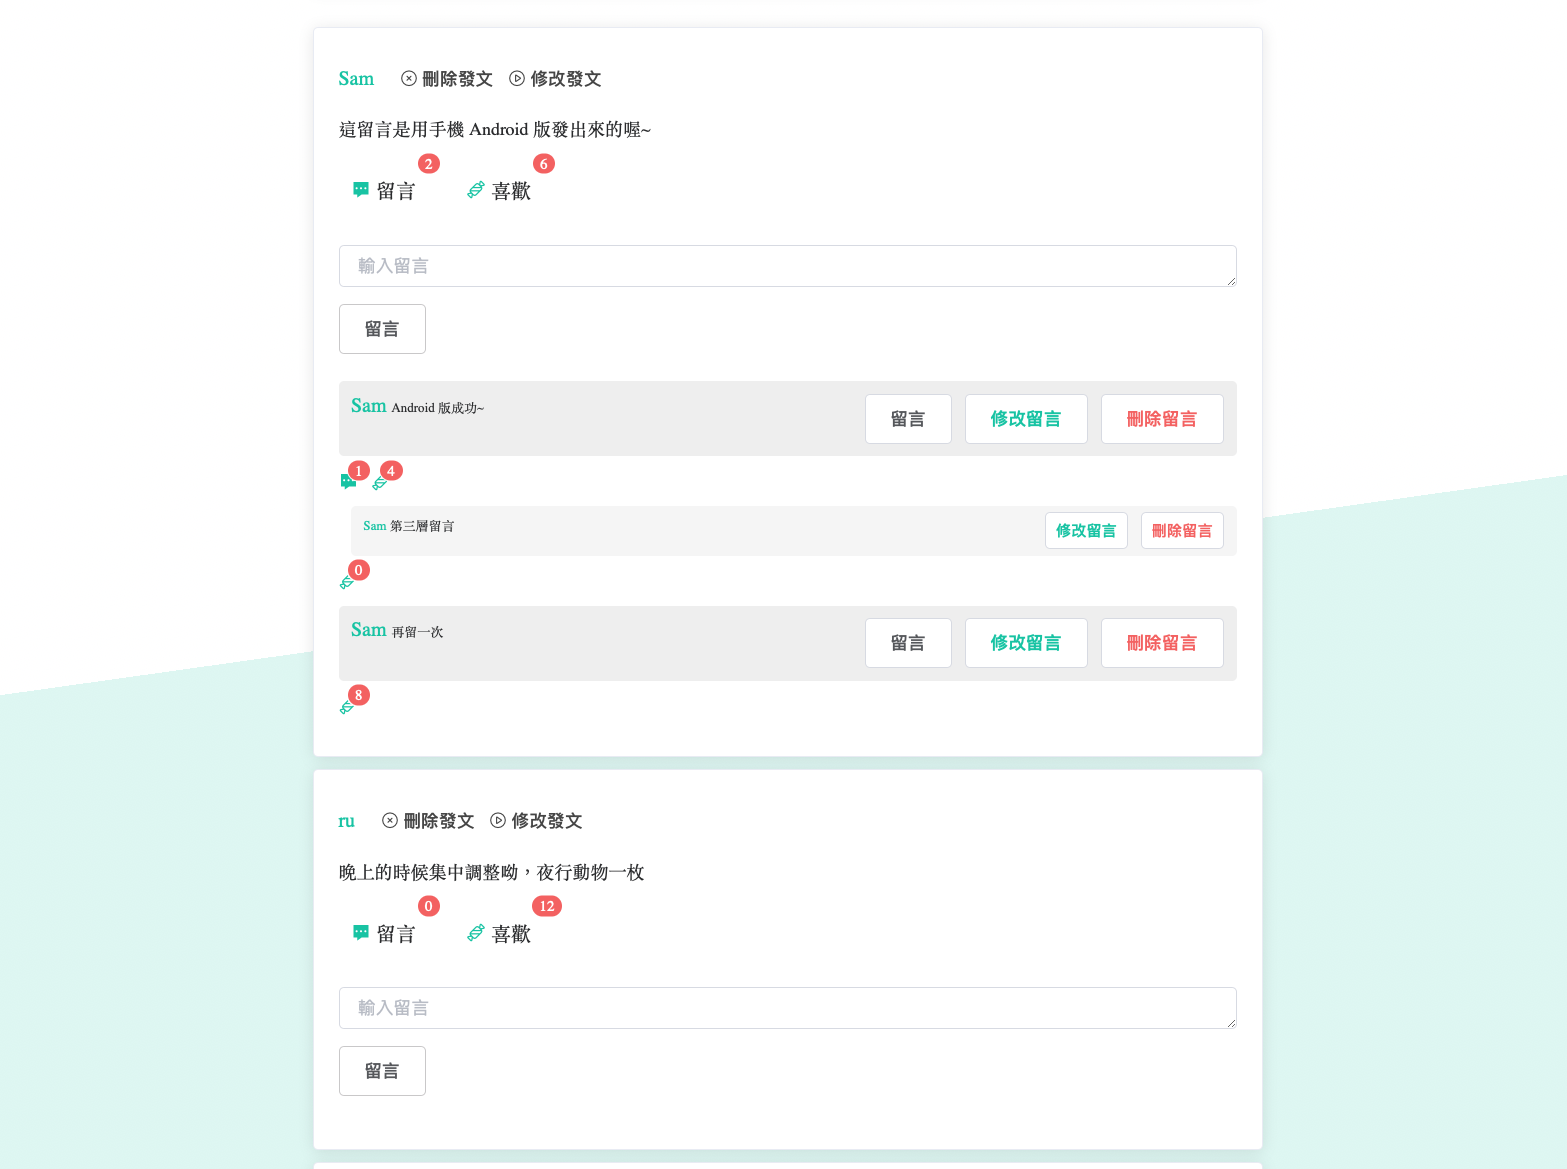 Sam 刪除發文 修改發文
這留言是用手機 Android 版發出來的喔~
留言 2 喜歡 6
輸入留言
留言
Sam Android 版成功~ 留言 修改留言 刪除留言
1 4
Sam 第三層留言 修改留言 刪除留言
0
Sam 再留一次 留言 修改留言 刪除留言
8
ru 刪除發文 修改發文
晚上的時候集中調整呦，夜行動物一枚
留言 0 喜歡 12
輸入留言
留言